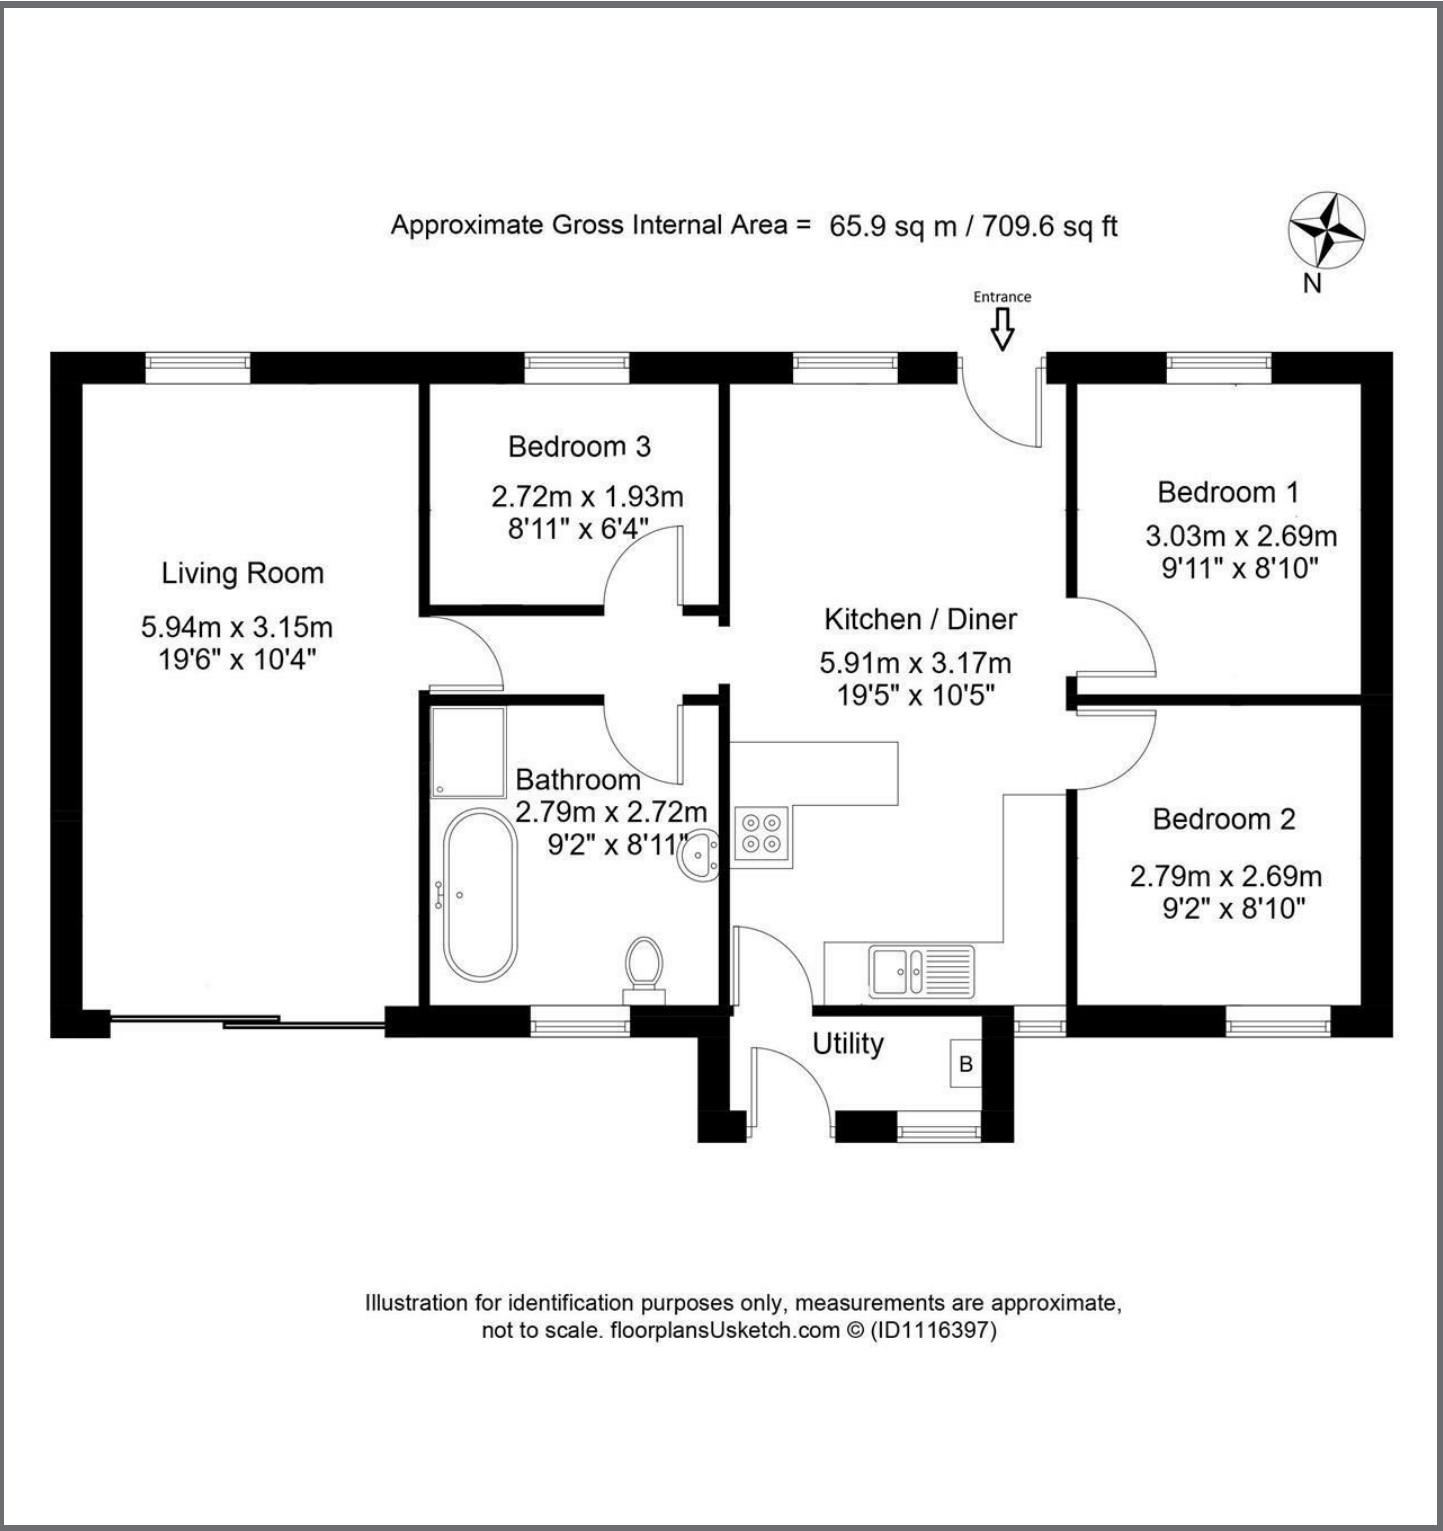 Approximate Gross Internal Area = 65.9 sq m / 709.6 sq ft
N
Entrance
Bedroom 3
2.72m x 1.93m
8'11" x 6'4"
Bedroom 1
3.03m x 2.69m
9'11" x 8'10"
Living Room
5.94m x 3.15m
19'6" x 10'4"
Kitchen / Diner
5.91m x 3.17m
19'5" x 10'5"
Bathroom
2.79m x 2.72m
9'2" x 8'11"
Bedroom 2
2.79m x 2.69m
9'2" x 8'10"
Utility
B
Illustration for identification purposes only, measurements are approximate,
not to scale. floorplansUsketch.com © (ID1116397)